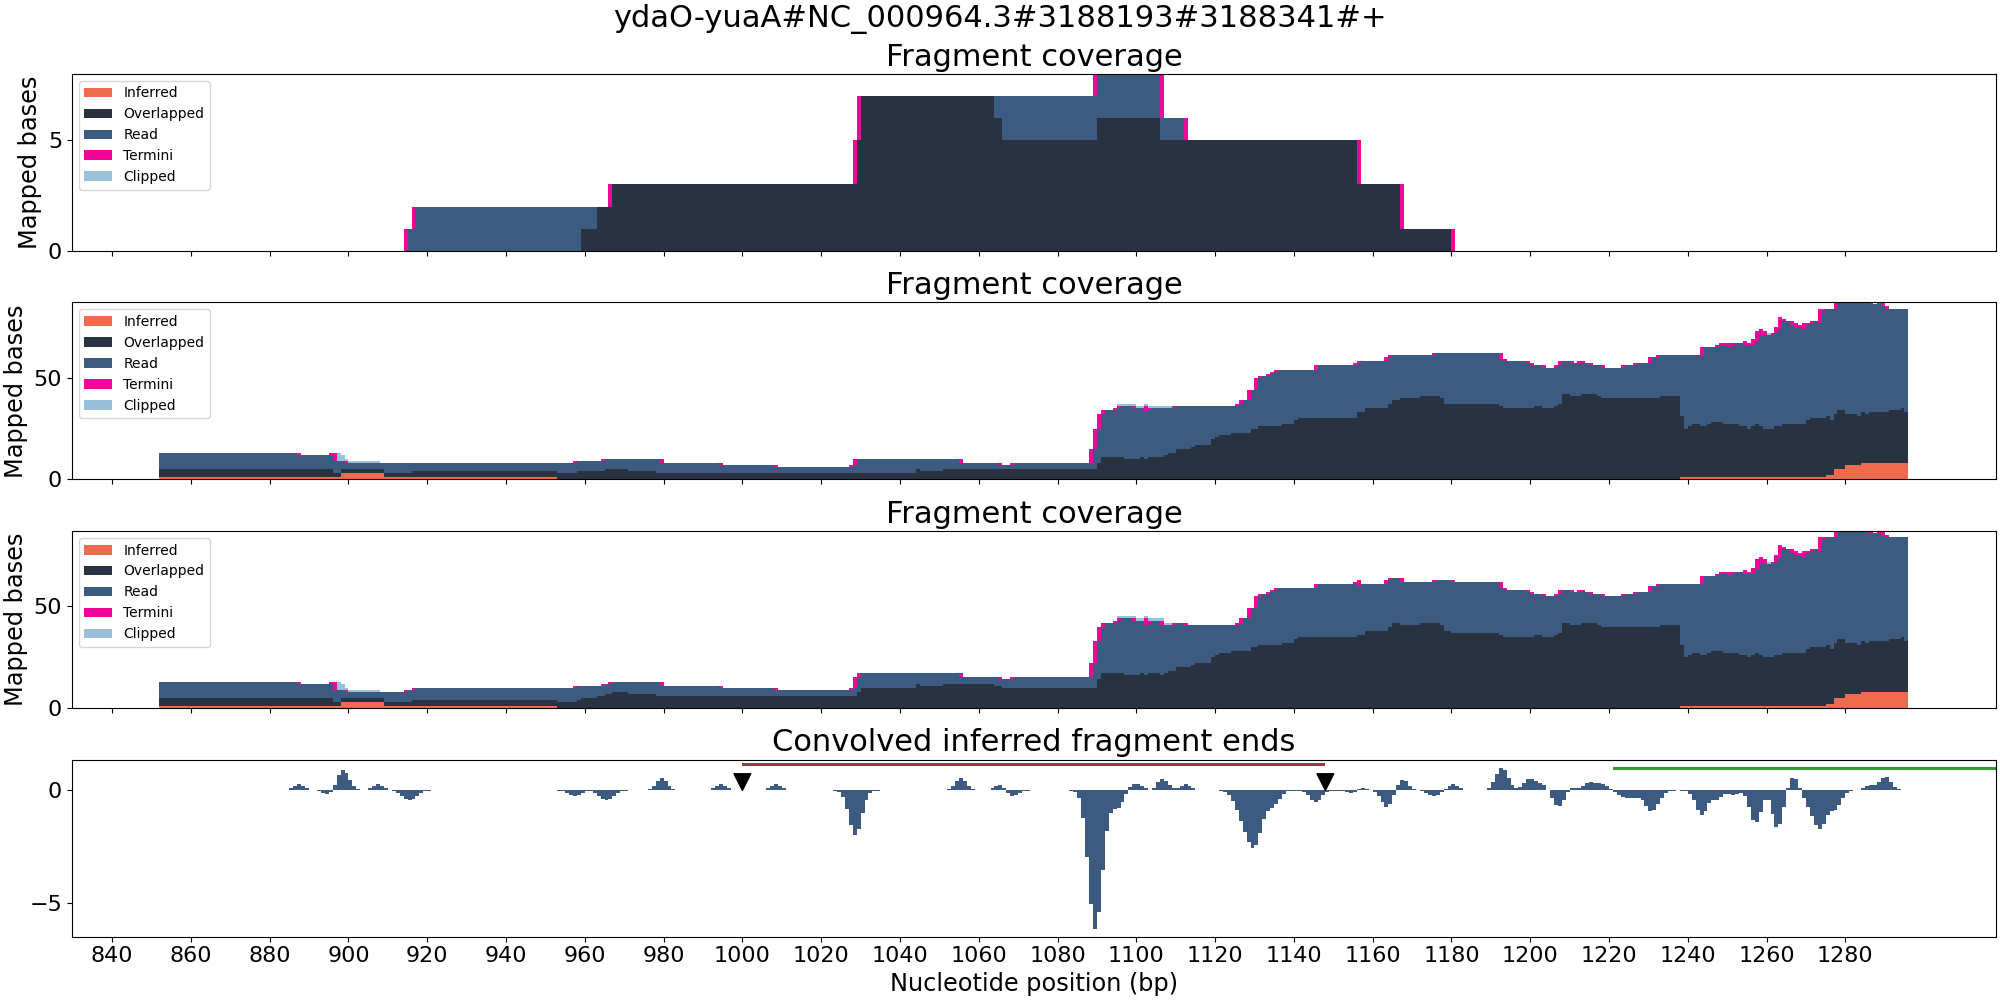 ydaO-yuaA#NC_000964.3#3188193#3188341#+
Fragment coverage
Mapped bases
5
0
Inferred
Overlapped
Read
Termini
Clipped
Fragment coverage
Mapped bases
50
0
Inferred
Overlapped
Read
Termini
Clipped
Fragment coverage
Mapped bases
50
0
Inferred
Overlapped
Read
Termini
Clipped
Convolved inferred fragment ends
0
−5
840 860 880 900 920 940 960 980 1000 1020 1040 1060 1080 1100 1120 1140 1160 1180 1200 1220 1240 1260 1280
Nucleotide position (bp)